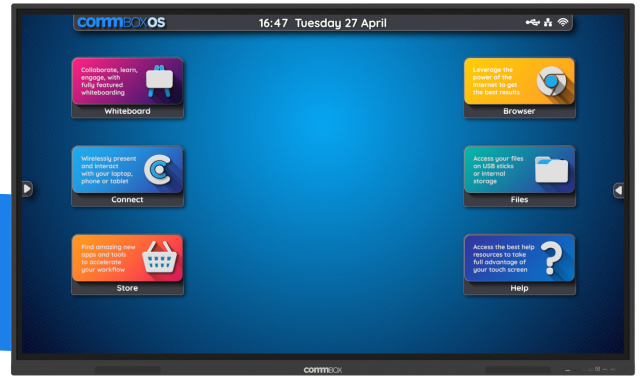 commBOXOS
16:47 Tuesday 27 April
Collaborate, learn,
engage, with
fully featured
whiteboarding
Whiteboard
Leverage the
power of the
Internet to get
the best results
Browser
Wirelessly present
and interact
with your laptop,
phone or tablet
Connect
Access your files
on USB sticks
or internal
storage
Files
Find amazing new
apps and tools
to accelerate
your workflow
Store
Access the best help
resources to take
full advantage of
your touch screen
Help
commBOX